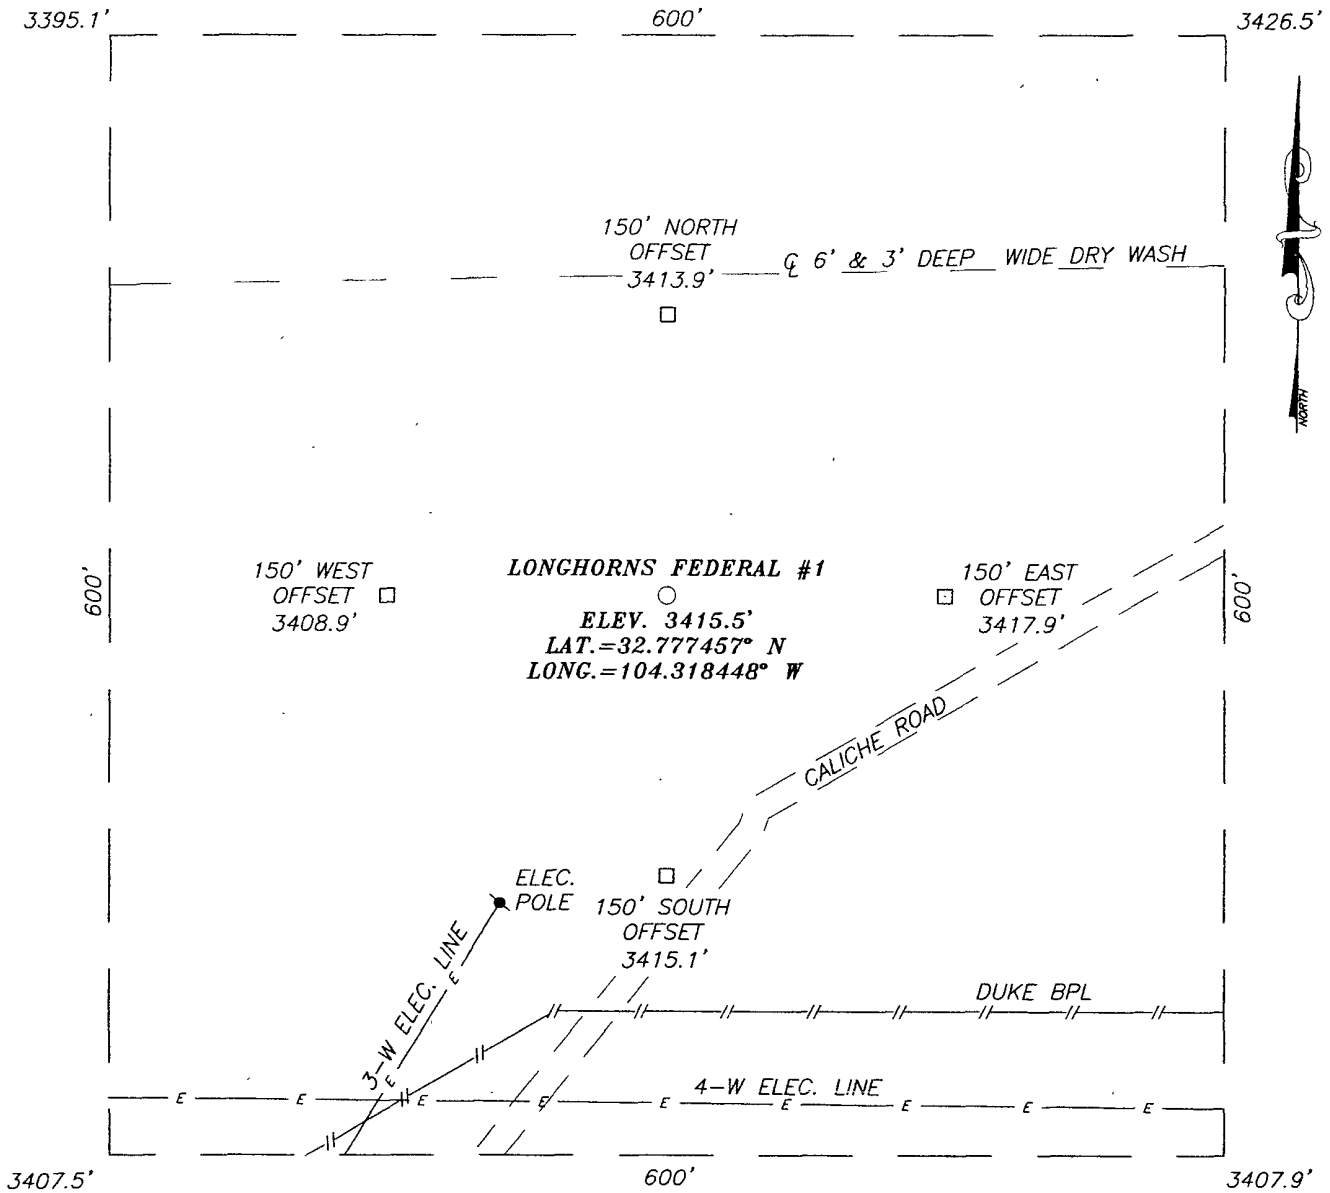 3395.1'
600'
3426.5'
150' NORTH
OFFSET
3413.9'
℄ 6' & 3' DEEP WIDE DRY WASH
NORTH
600'
150' WEST
OFFSET
3408.9'
LONGHORNS FEDERAL #1
ELEV. 3415.5'
LAT.=32.777457° N
LONG.=104.318448° W
150' EAST
OFFSET
3417.9'
600'
CALICHE ROAD
ELEC.
POLE
150' SOUTH
OFFSET
3415.1'
3-W ELEC. LINE
E
E
DUKE BPL
4-W ELEC. LINE
E E E E E E E E E
3407.5'
600'
3407.9'